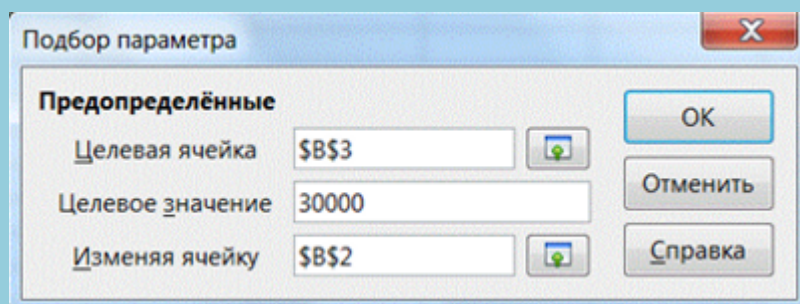 Подбор параметра
Предопределённые
Целевая ячейка $B$3
Целевое значение 30000
Изменяя ячейку $B$2
OK
Отменить
Справка